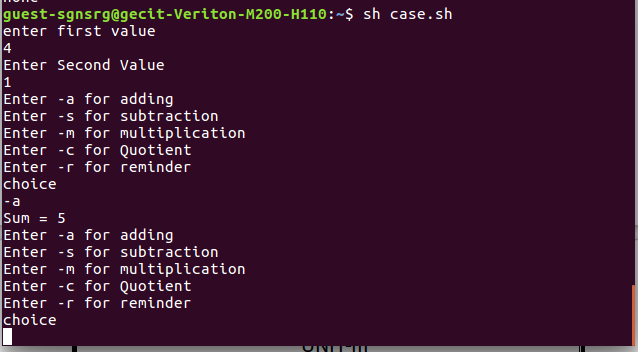 guest-sgnsrg@gecit-Veriton-M200-H110:~$ sh case.sh
enter first value
4
Enter Second Value
1
Enter -a for adding
Enter -s for subtraction
Enter -m for multiplication
Enter -c for Quotient
Enter -r for reminder
choice
-a
Sum = 5
Enter -a for adding
Enter -s for subtraction
Enter -m for multiplication
Enter -c for Quotient
Enter -r for reminder
choice